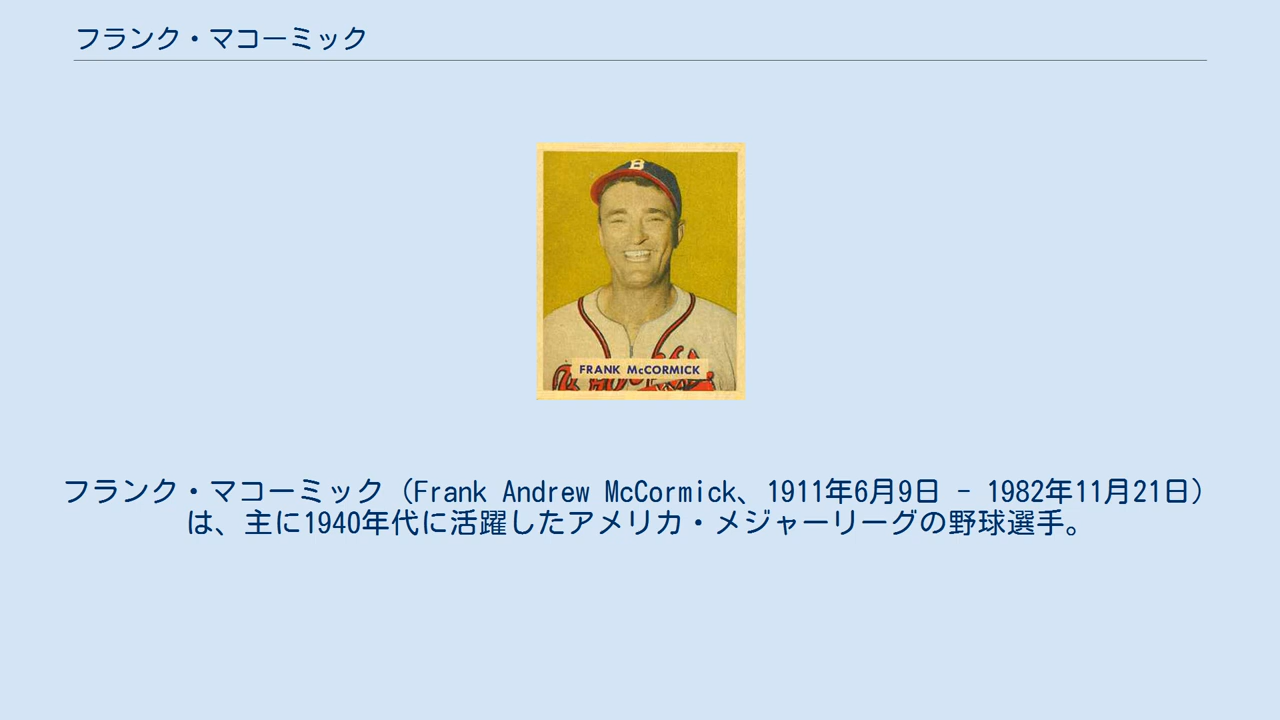 フランク・マコーミック
B
FRANK McCORMICK
フランク・マコーミック（Frank Andrew McCormick、1911年6月9日 - 1982年11月21日）
は、主に1940年代に活躍したアメリカ・メジャーリーグの野球選手。